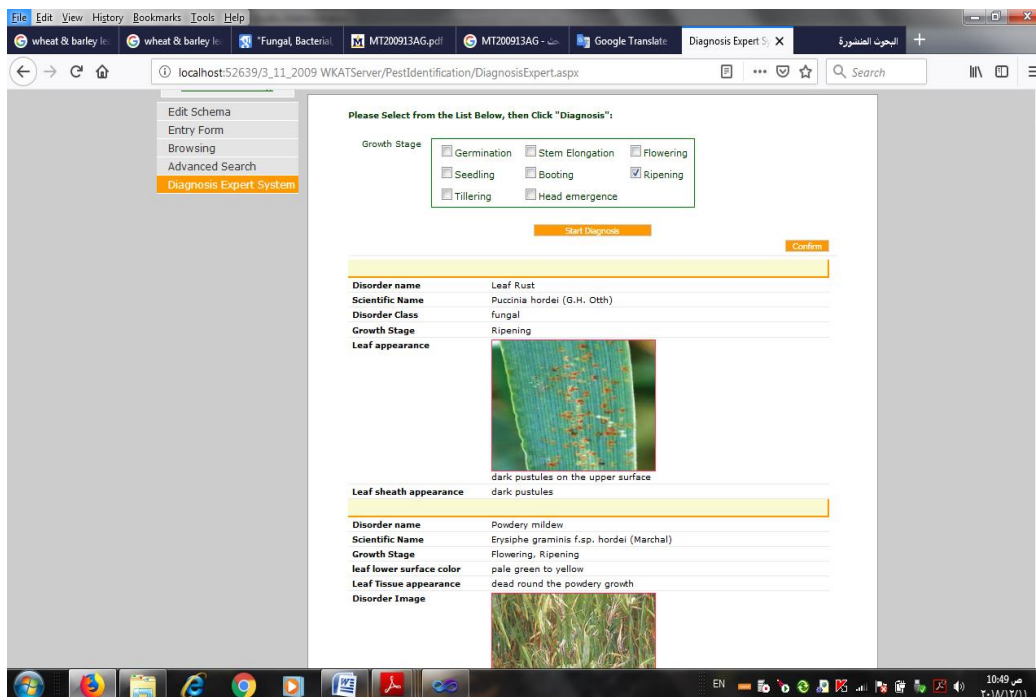 File Edit View History Bookmarks Tools Help
wheat & barley le
wheat & barley le
"Fungal, Bacterial,
MT200913AG.pdf
MT200913AG - حث
Google Translate
Diagnosis Expert S
البحوث المنشورة
localhost:52639/3_11_2009 WKATServer/PestIdentification/DiagnosisExpert.aspx
Search
Edit Schema
Entry Form
Browsing
Advanced Search
Diagnosis Expert System
Please Select from the List Below, then Click "Diagnosis":
Growth Stage
Germination Stem Elongation Flowering
Seedling Booting Ripening
Tillering Head emergence
Start Diagnosis
Confirm
Disorder name Leaf Rust
Scientific Name Puccinia hordei (G.H. Otth)
Disorder Class fungal
Growth Stage Ripening
Leaf appearance
dark pustules on the upper surface
Leaf sheath appearance dark pustules
Disorder name Powdery mildew
Scientific Name Erysiphe graminis f.sp. hordei (Marchal)
Growth Stage Flowering, Ripening
leaf lower surface color pale green to yellow
Leaf Tissue appearance dead round the powdery growth
Disorder Image
EN
10:49 ص